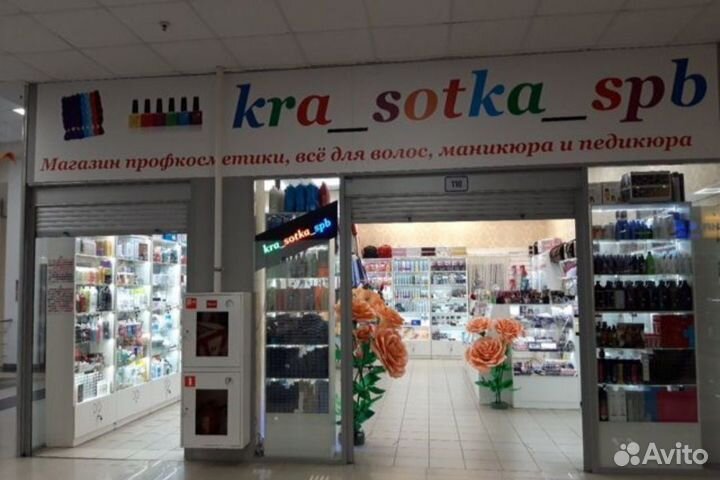 kra_sotka_spb
Магазин профкосметики, всё для волос, маникюра и педикюра
110
kra_sotka_spb
Avito